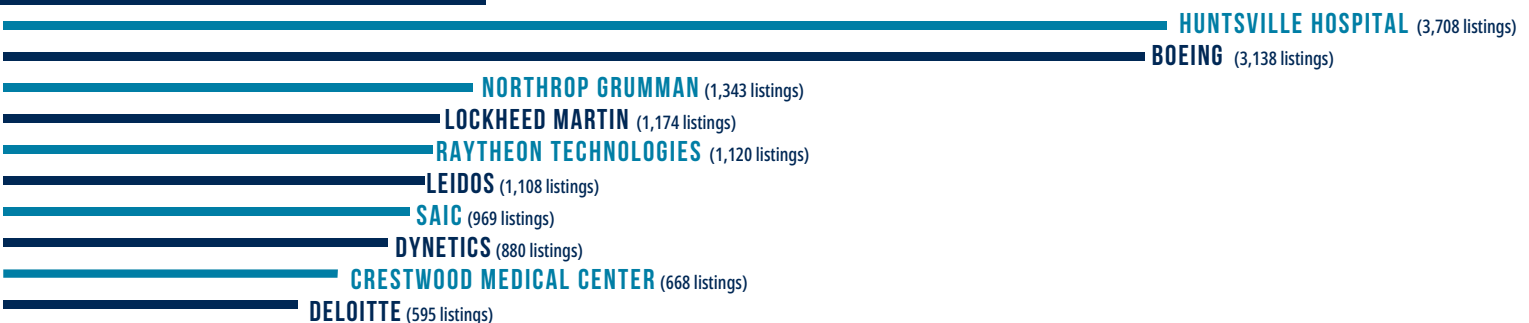 HUNTSVILLE HOSPITAL (3,708 listings)
BOEING (3,138 listings)
NORTHROP GRUMMAN (1,343 listings)
LOCKHEED MARTIN (1,174 listings)
RAYTHEON TECHNOLOGIES (1,120 listings)
LEIDOS (1,108 listings)
SAIC (969 listings)
DYNETICS (880 listings)
CRESTWOOD MEDICAL CENTER (668 listings)
DELOITTE (595 listings)